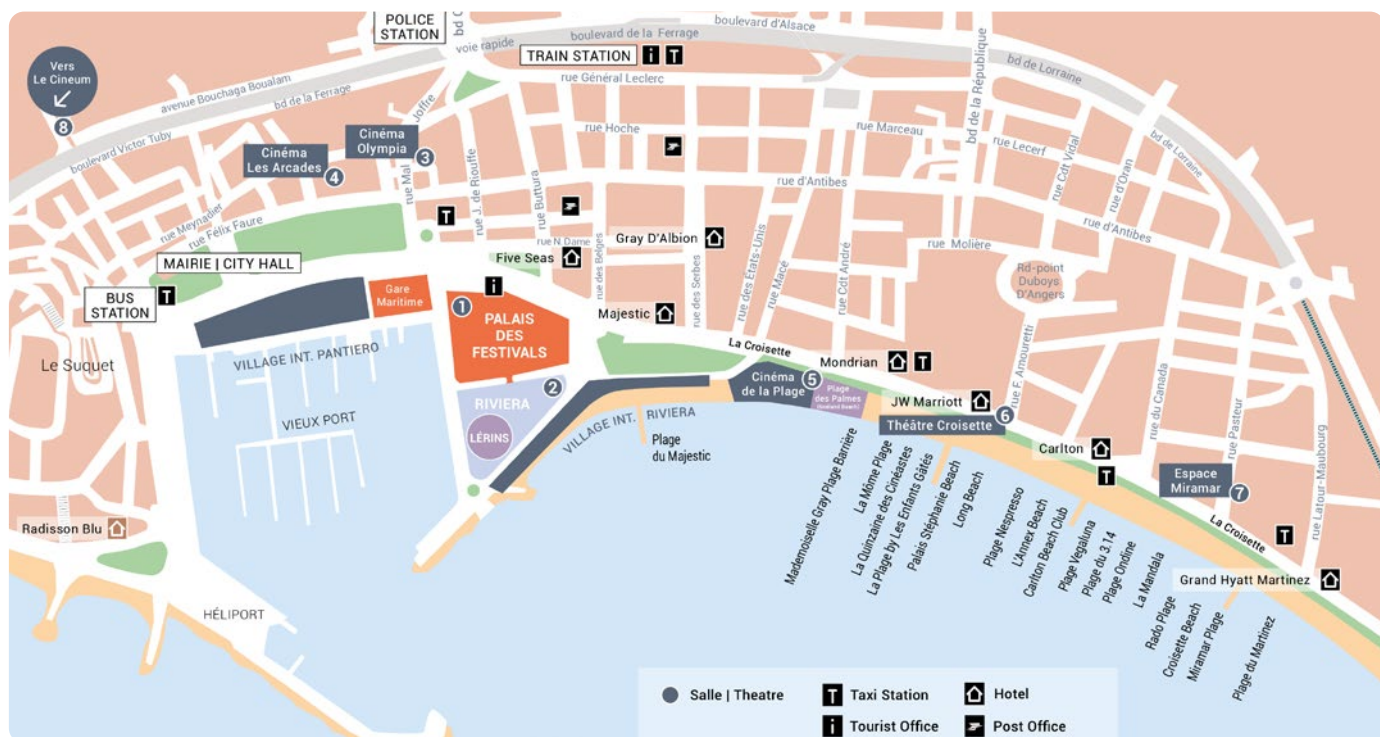 POLICE
STATION
bd C
voie rapide
boulevard de la Ferrage
boulevard d'Alsace
TRAIN STATION
i
T
rue Général Leclerc
bd de la République
bd de Lorraine
bd de Lorraine
Vers
Le Cineum
8
avenue Bouchaga Boualam
bd de la Ferrage
boulevard Victor Tuby
Joffre
Cinéma
Olympia
3
Cinéma
Les Arcades
4
rue Mal
rue J. de Riouffe
rue Hoche
rue Marceau
rue Lecerf
rue Cdt Vidal
rue d'Oran
rue d'Antibes
rue d'Antibes
rue Buttura
rue Meynadier
rue Félix Faure
T
rue N. Dame
rue des Belges
Gray D'Albion
rue des Serbes
rue des États-Unis
rue Macé
rue Cdt André
rue Molière
Rd-point
Duboys
D'Angers
MAIRIE | CITY HALL
BUS
STATION
T
Five Seas
i
Gare
Maritime
1
PALAIS
DES
FESTIVALS
Majestic
Le Suquet
VILLAGE INT. PANTIERO
VIEUX PORT
2
RIVIERA
LÉRINS
VILLAGE INT. RIVIERA
Plage
du Majestic
La Croisette
Mondrian
T
Cinéma
de la Plage
5
Plage
des Palmes
JW Marriott
6
Théâtre Croisette
rue F. Amouretti
Carlton
T
rue du Canada
rue Pasteur
Espace
Miramar
7
rue Latour-Maubourg
La Croisette
T
Grand Hyatt Martinez
Radisson Blu
HÉLIPORT
Mademoiselle Gray Plage Barrière
La Môme Plage
La Quinzaine des Cinéastes
La Plage by Les Enfants Gâtés
Palais Stéphanie Beach
Long Beach
Plage Nespresso
L'Annex Beach
Carlton Beach Club
Plage Vegaluna
Plage du 3.14
Plage Ondine
La Mandala
Rado Plage
Croisette Beach
Miramar Plage
Plage du Martinez
Salle | Theatre
T Taxi Station
Hotel
i Tourist Office
Post Office